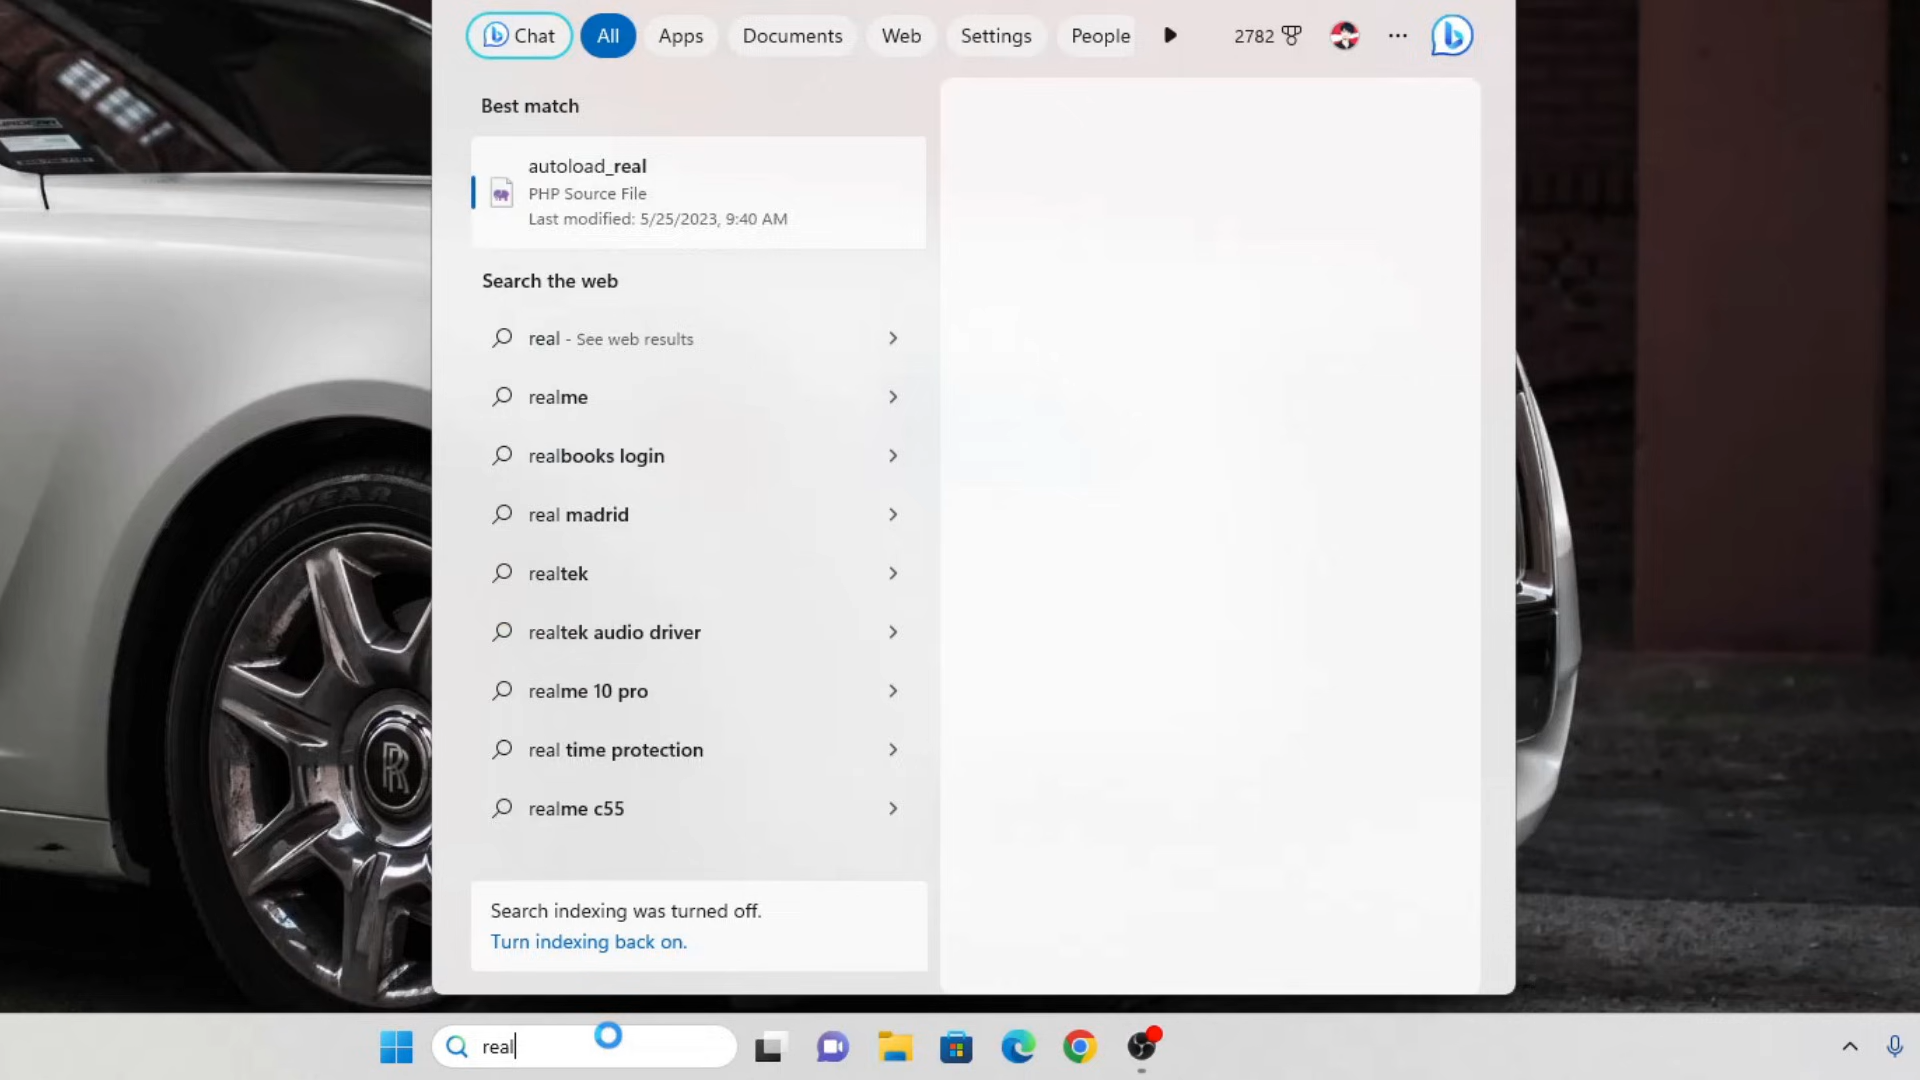 Chat
All
Apps
Documents
Web
Settings
People
2782
Best match
autoload_real
PHP Source File
Last modified: 5/25/2023, 9:40 AM
Search the web
real - See web results
realme
realbooks login
real madrid
realtek
realtek audio driver
realme 10 pro
real time protection
realme c55
Search indexing was turned off.
Turn indexing back on.
real
GOODYEAR
RR